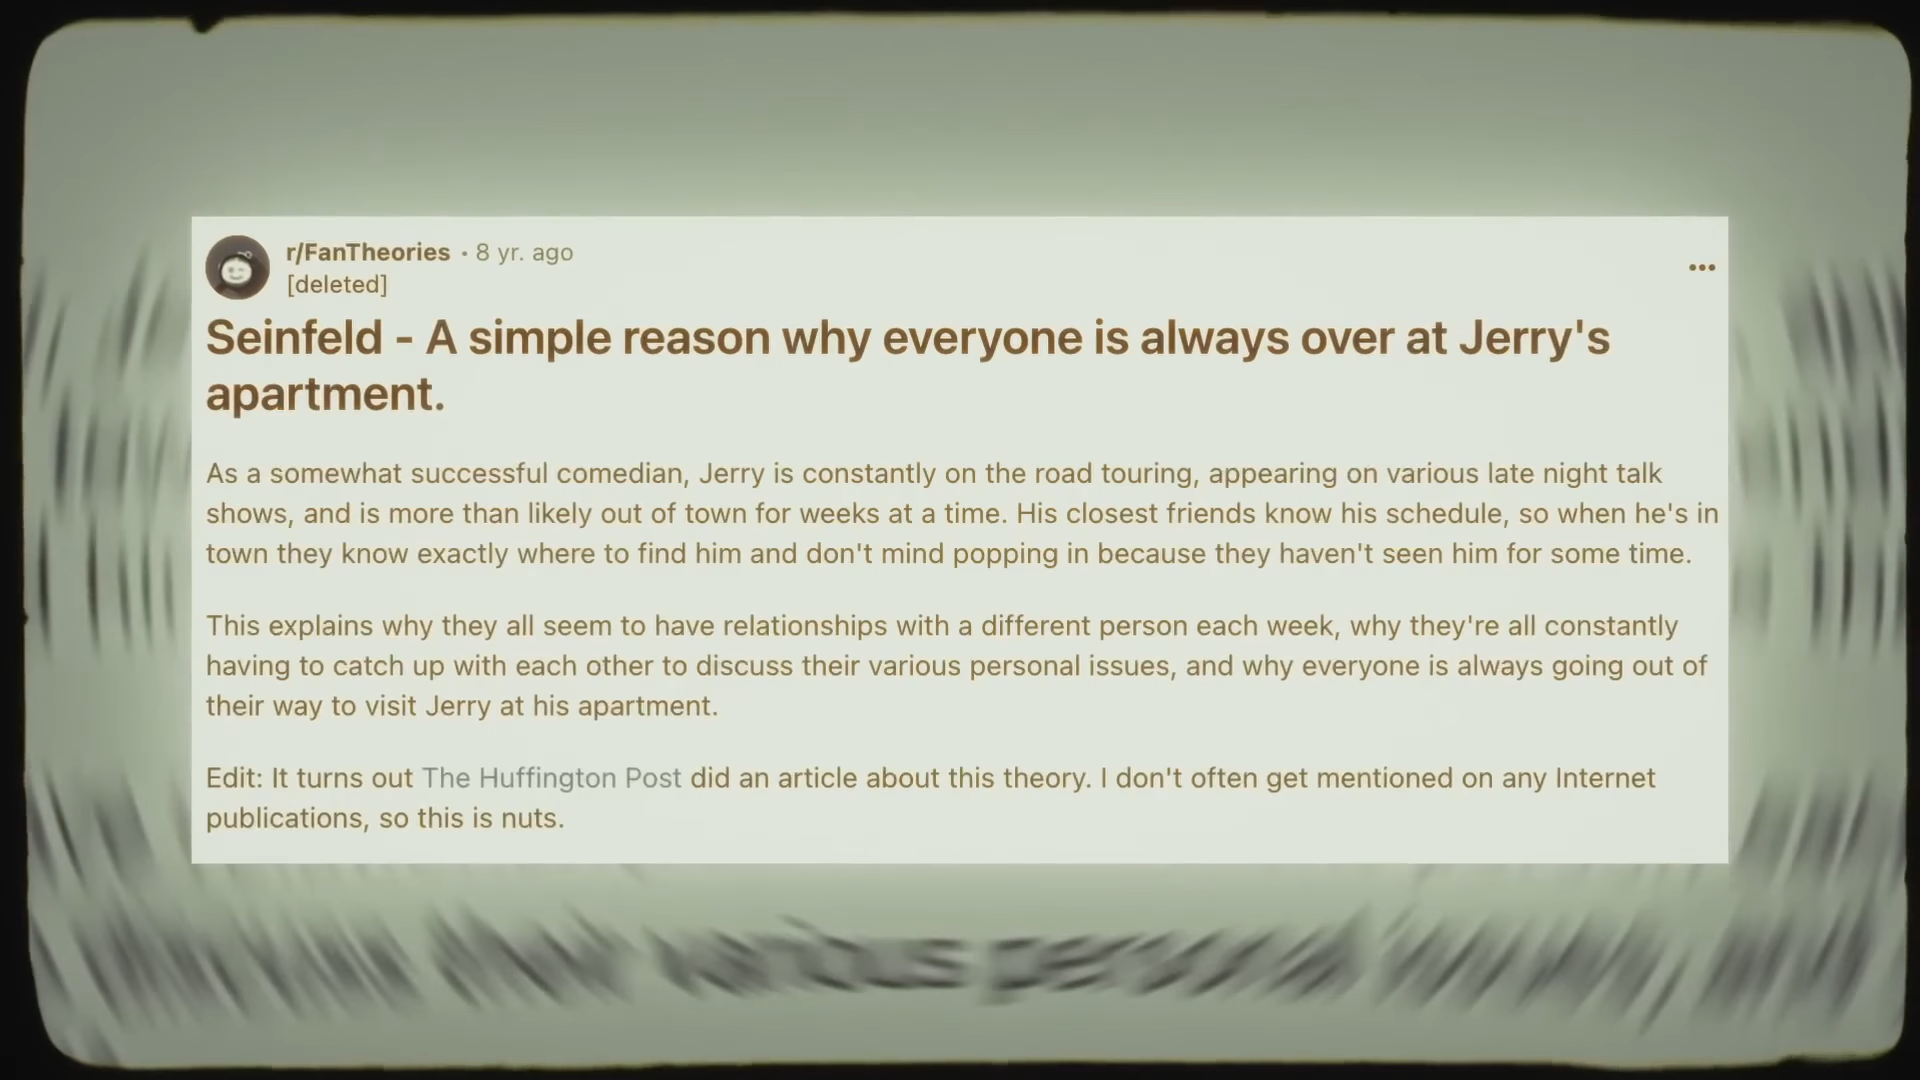 r/FanTheories • 8 yr. ago
[deleted]
Seinfeld - A simple reason why everyone is always over at Jerry's
apartment.
As a somewhat successful comedian, Jerry is constantly on the road touring, appearing on various late night talk
shows, and is more than likely out of town for weeks at a time. His closest friends know his schedule, so when he's in
town they know exactly where to find him and don't mind popping in because they haven't seen him for some time.
This explains why they all seem to have relationships with a different person each week, why they're all constantly
having to catch up with each other to discuss their various personal issues, and why everyone is always going out of
their way to visit Jerry at his apartment.
Edit: It turns out The Huffington Post did an article about this theory. I don't often get mentioned on any Internet
publications, so this is nuts.